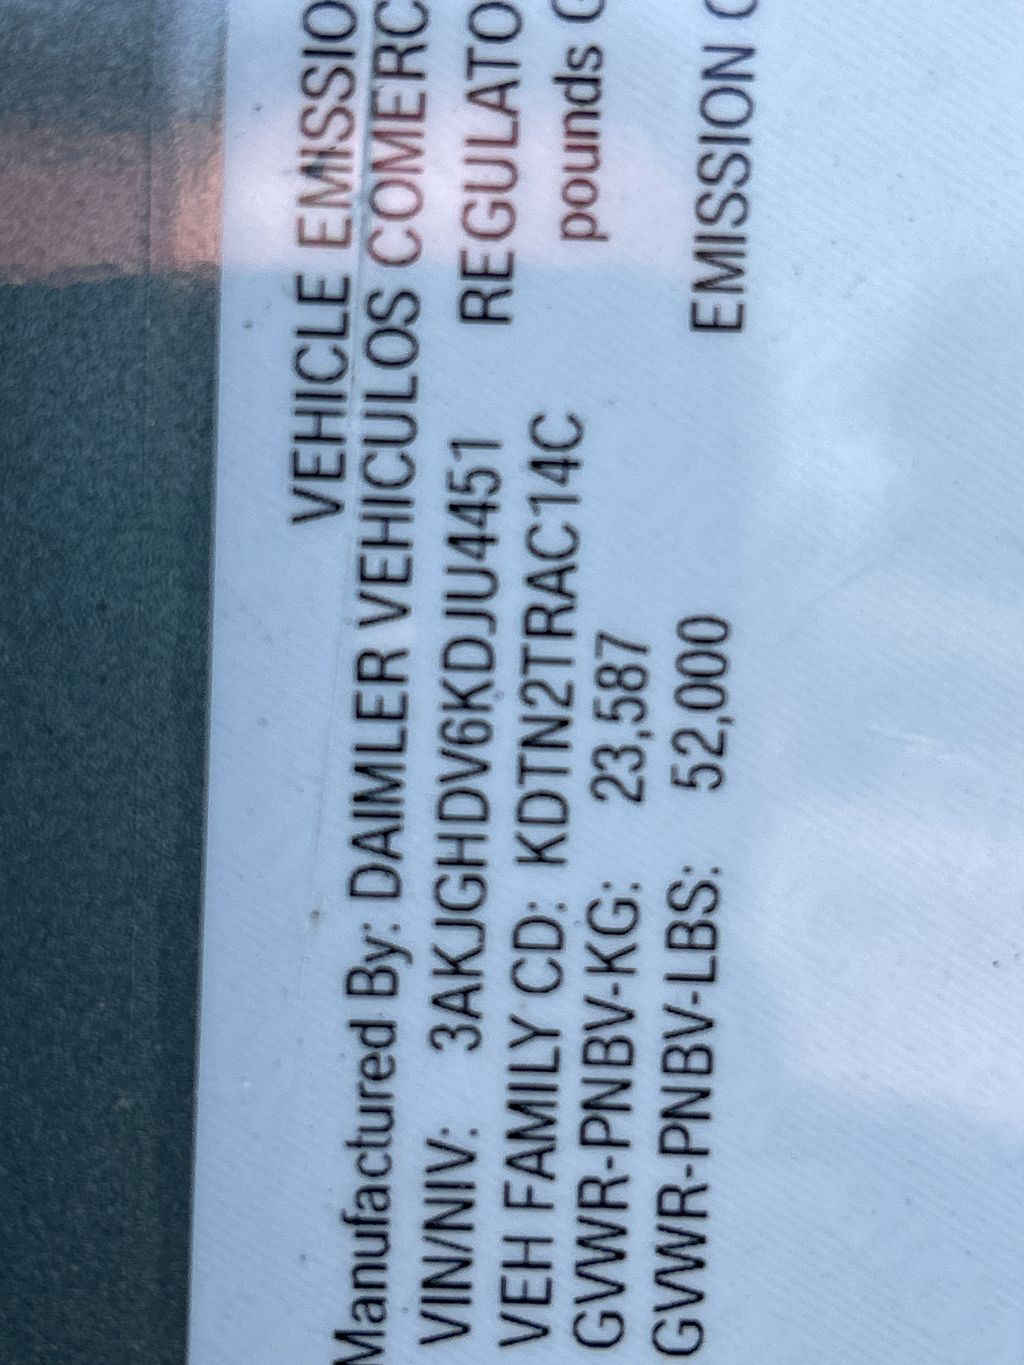 VEHICLE EMISSIO
Manufactured By: DAIMLER VEHICULOS COMERC
VIN/NIV: 3AKJGHDV6KDJU4451 REGULATO
VEH FAMILY CD: KDTN2TRAC14C pounds G
GVWR-PNBV-KG: 23,587
GVWR-PNBV-LBS: 52,000 EMISSION C